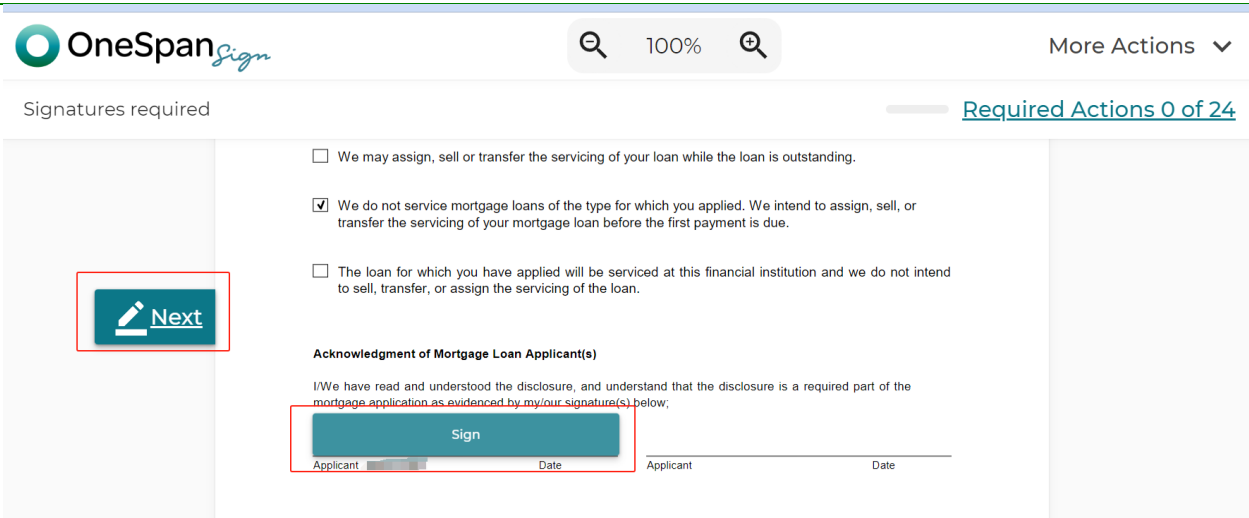 OneSpan Sign
100%
More Actions
Signatures required
Required Actions 0 of 24
We may assign, sell or transfer the servicing of your loan while the loan is outstanding.
We do not service mortgage loans of the type for which you applied. We intend to assign, sell, or
transfer the servicing of your mortgage loan before the first payment is due.
The loan for which you have applied will be serviced at this financial institution and we do not intend
to sell, transfer, or assign the servicing of the loan.
Next
Acknowledgment of Mortgage Loan Applicant(s)
I/We have read and understood the disclosure, and understand that the disclosure is a required part of the
mortgage application as evidenced by my/our signature(s) below;
Sign
Applicant Date Applicant Date